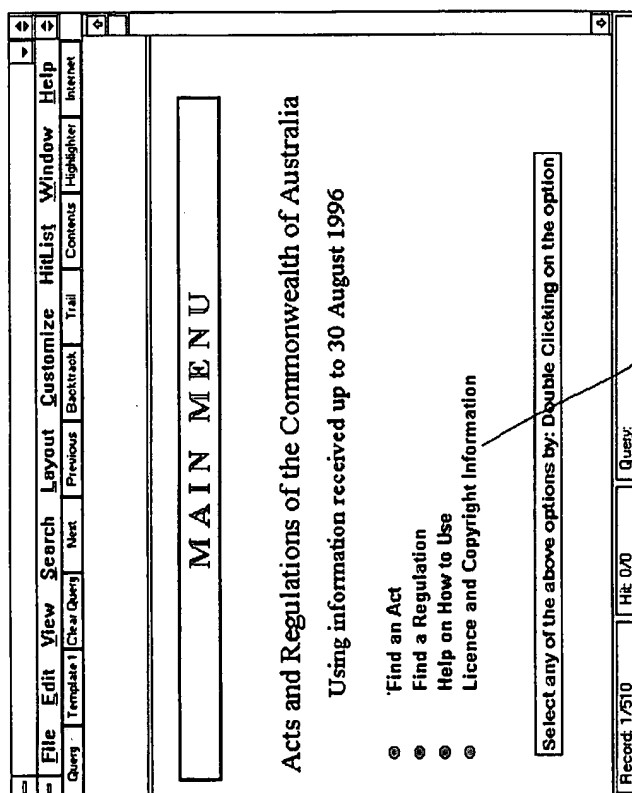 File Edit View Search Layout Customize HitList Window Help
Query Template 1 Clear Query Next Previous Backtrack Trail Contents Highlighter Internet
MAIN MENU
Acts and Regulations of the Commonwealth of Australia
Using information received up to 30 August 1996
Find an Act
Find a Regulation
Help on How to Use
Licence and Copyright Information
Select any of the above options by: Double Clicking on the option
Record: 1/510 Hit: 0/0 Query: